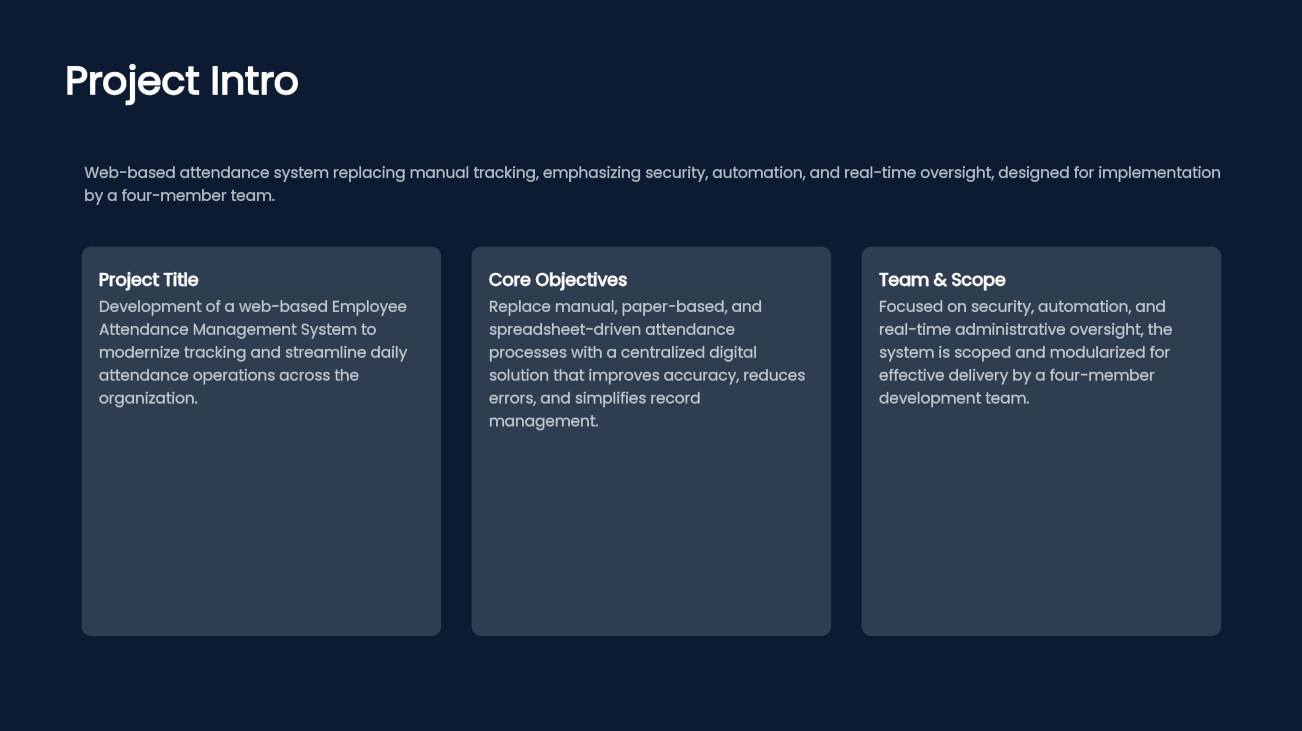 Project Intro
Web-based attendance system replacing manual tracking, emphasizing security, automation, and real-time oversight, designed for implementation
by a four-member team.
Project Title
Development of a web-based Employee
Attendance Management System to
modernize tracking and streamline daily
attendance operations across the
organization.
Core Objectives
Replace manual, paper-based, and
spreadsheet-driven attendance
processes with a centralized digital
solution that improves accuracy, reduces
errors, and simplifies record
management.
Team & Scope
Focused on security, automation, and
real-time administrative oversight, the
system is scoped and modularized for
effective delivery by a four-member
development team.